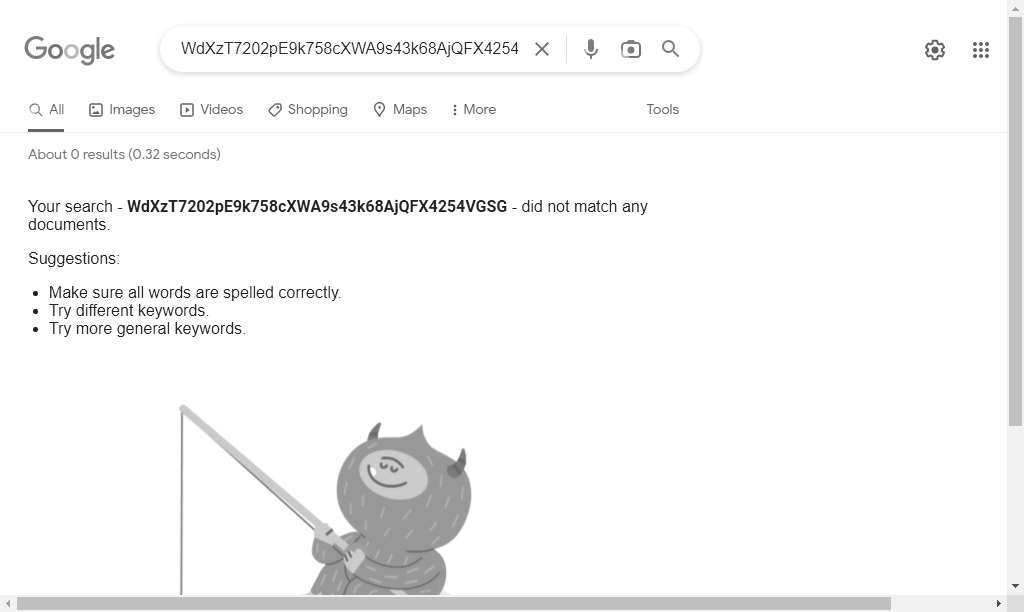 Google
WdXzT7202pE9k758cXWA9s43k68AjQFX4254
All Images Videos Shopping Maps More Tools
About 0 results (0.32 seconds)
Your search - WdXzT7202pE9k758cXWA9s43k68AjQFX4254VGSG - did not match any
documents.
Suggestions:
Make sure all words are spelled correctly.
Try different keywords.
Try more general keywords.